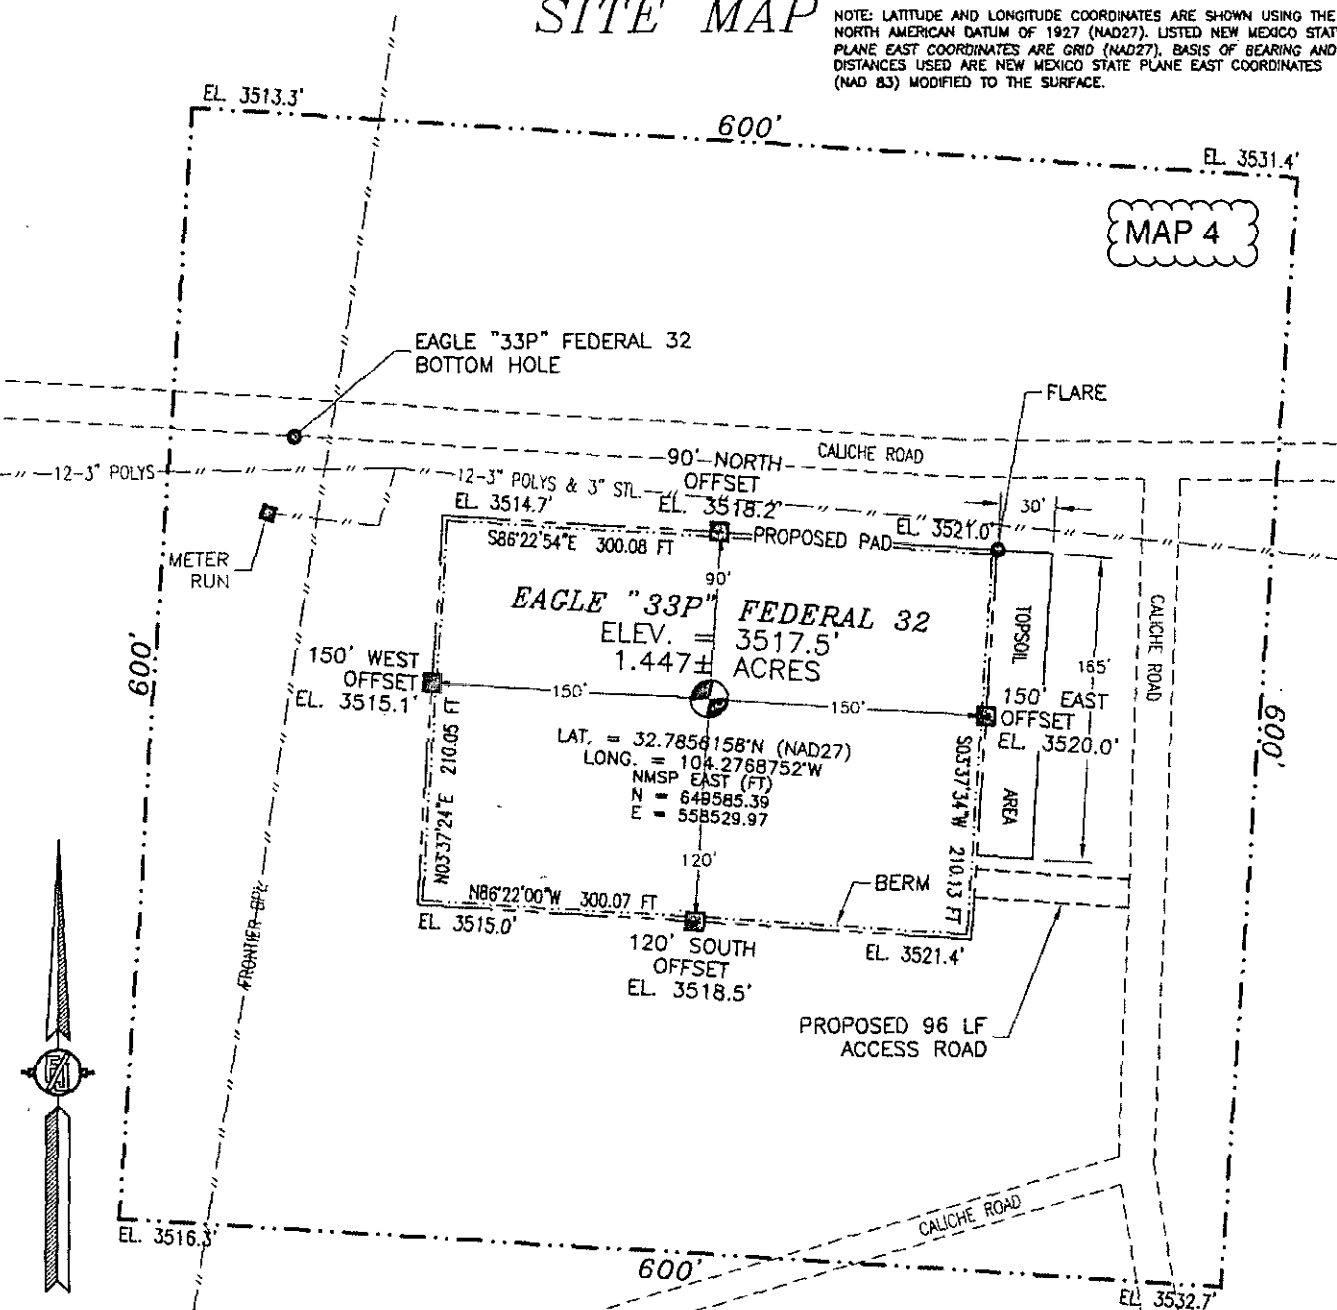 SITE MAP
NOTE: LATITUDE AND LONGITUDE COORDINATES ARE SHOWN USING THE
NORTH AMERICAN DATUM OF 1927 (NAD27). LISTED NEW MEXICO STAT
PLANE EAST COORDINATES ARE GRID (NAD27). BASIS OF BEARING AND
DISTANCES USED ARE NEW MEXICO STATE PLANE EAST COORDINATES
(NAD 83) MODIFIED TO THE SURFACE.
EL. 3513.3'
600'
EL. 3531.4'
MAP 4
EAGLE "33P" FEDERAL 32
BOTTOM HOLE
FLARE
CALICHE ROAD
90' NORTH
OFFSET
EL. 3518.2'
12-3" POLYS
12-3" POLYS & 3" STL.
EL. 3514.7'
EL. 3521.0'
30'
S86°22'54"E 300.08 FT
PROPOSED PAD
METER
RUN
90'
EAGLE "33P" FEDERAL 32
ELEV. = 3517.5'
1.447± ACRES
TOPSOIL
AREA
165'
CALICHE ROAD
600'
150' WEST
OFFSET
EL. 3515.1'
150'
150'
150' EAST
OFFSET
EL. 3520.0'
600'
LAT. = 32.7856158°N (NAD27)
LONG. = 104.2768752°W
NMSP EAST (FT)
N = 649585.39
E = 558529.97
N03°37'24"E 210.05 FT
S03°37'34"W 210.13 FT
120'
N86°22'00"W 300.07 FT
BERM
EL. 3515.0'
120' SOUTH
OFFSET
EL. 3518.5'
EL. 3521.4'
FRONTIER
PROPOSED 96 LF
ACCESS ROAD
CALICHE ROAD
EL. 3516.3'
600'
EL. 3532.7'